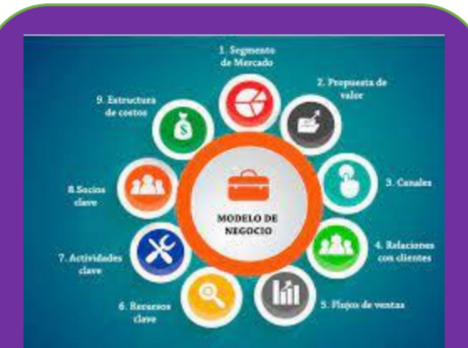 1. Segmento
de Mercado
2. Propuesta de
valor
3. Canales
4. Relaciones
con clientes
5. Flujos de ventas
6. Recursos
clave
7. Actividades
clave
8.Socios
clave
9. Estructura
de costos
MODELO DE
NEGOCIO